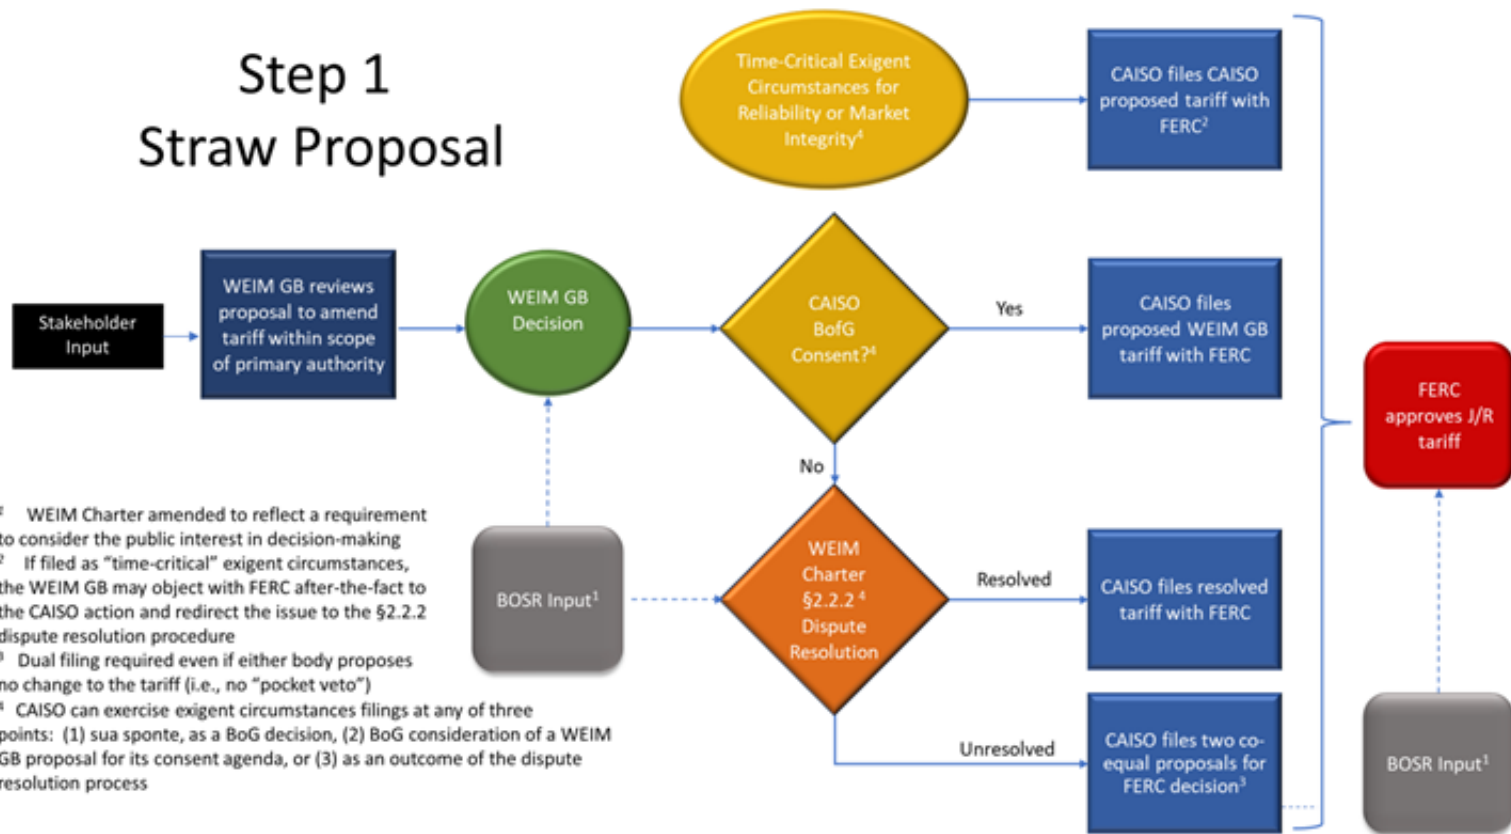 Step 1
Straw Proposal
Time-Critical Exigent
Circumstances for
Reliability or Market
Integrity⁴
CAISO files CAISO
proposed tariff with
FERC²
Stakeholder
Input
WEIM GB reviews
proposal to amend
tariff within scope
of primary authority
WEIM GB
Decision
CAISO
BofG
Consent?⁴
Yes
CAISO files
proposed WEIM GB
tariff with FERC
FERC
approves J/R
tariff
No
BOSR Input¹
WEIM
Charter
§2.2.2 ⁴
Dispute
Resolution
Resolved
CAISO files resolved
tariff with FERC
Unresolved
CAISO files two co-
equal proposals for
FERC decision³
BOSR Input¹
WEIM Charter amended to reflect a requirement
to consider the public interest in decision-making
² If filed as “time-critical” exigent circumstances,
the WEIM GB may object with FERC after-the-fact to
the CAISO action and redirect the issue to the §2.2.2
dispute resolution procedure
³ Dual filing required even if either body proposes
no change to the tariff (i.e., no “pocket veto”)
⁴ CAISO can exercise exigent circumstances filings at any of three
points: (1) sua sponte, as a BoG decision, (2) BoG consideration of a WEIM
GB proposal for its consent agenda, or (3) as an outcome of the dispute
resolution process